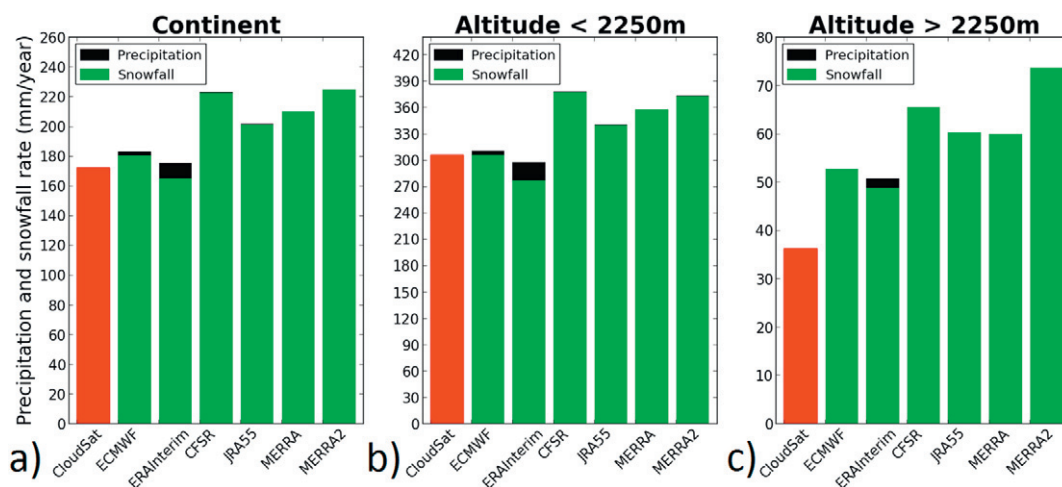 Continent
Altitude < 2250m
Altitude > 2250m
Precipitation and snowfall rate (mm/year)
260
240
220
200
180
160
140
120
100
80
60
40
20
0
Precipitation
Snowfall
CloudSat
ECMWF
ERAInterim
CFSR
JRA55
MERRA
MERRA2
a)
420
390
360
330
300
270
240
210
180
150
120
90
60
30
0
Precipitation
Snowfall
CloudSat
ECMWF
ERAInterim
CFSR
JRA55
MERRA
MERRA2
b)
80
70
60
50
40
30
20
10
0
Precipitation
Snowfall
CloudSat
ECMWF
ERAInterim
CFSR
JRA55
MERRA
MERRA2
c)